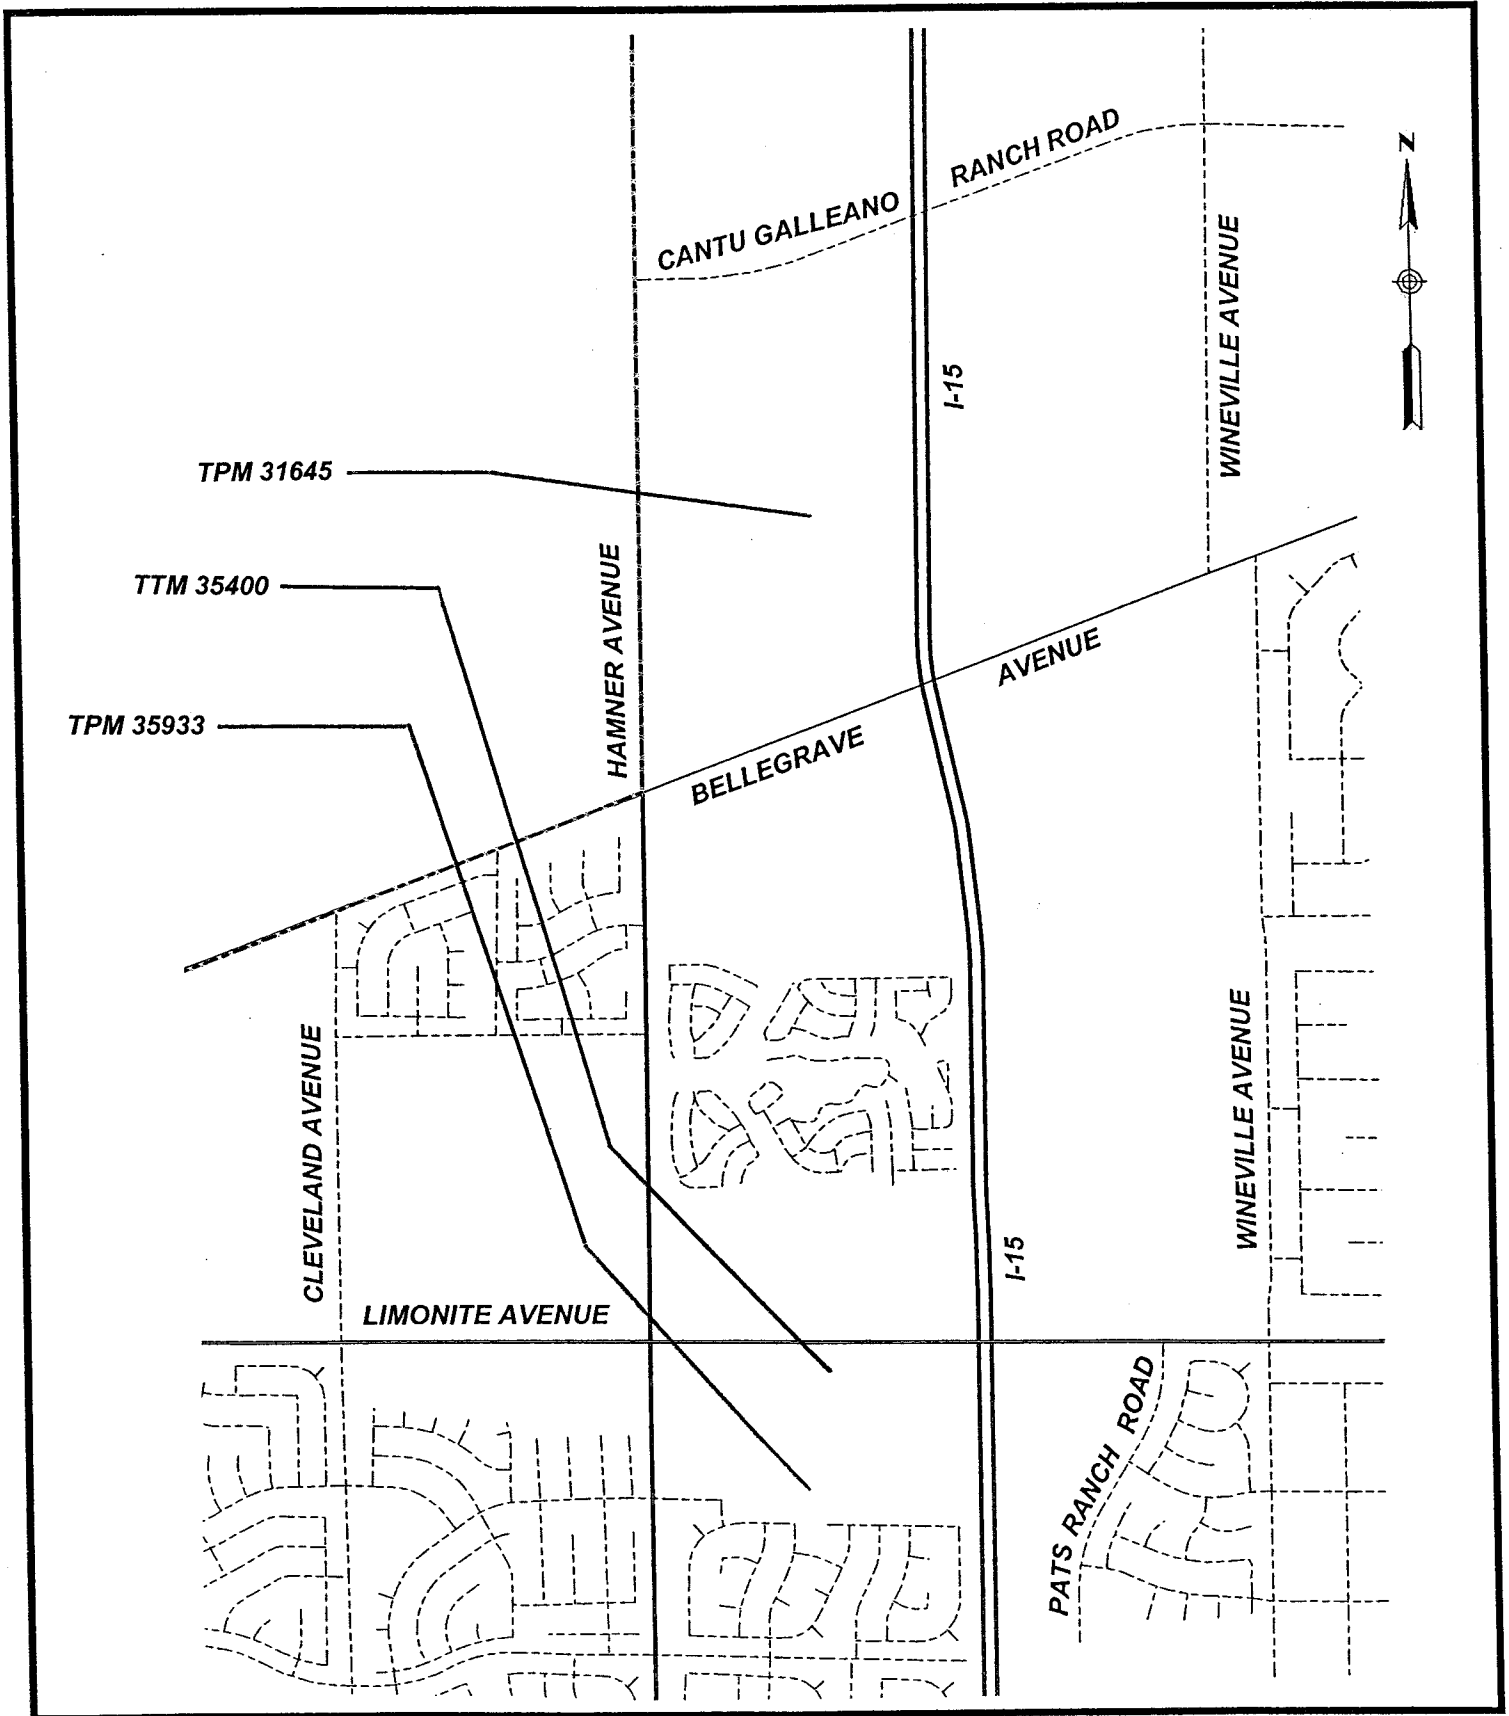 RANCH ROAD
N
CANTU GALLEANO
WINEVILLE AVENUE
I-15
TPM 31645
HAMNER AVENUE
TTM 35400
AVENUE
TPM 35933
BELLEGRAVE
CLEVELAND AVENUE
WINEVILLE AVENUE
I-15
LIMONITE AVENUE
PATS RANCH ROAD